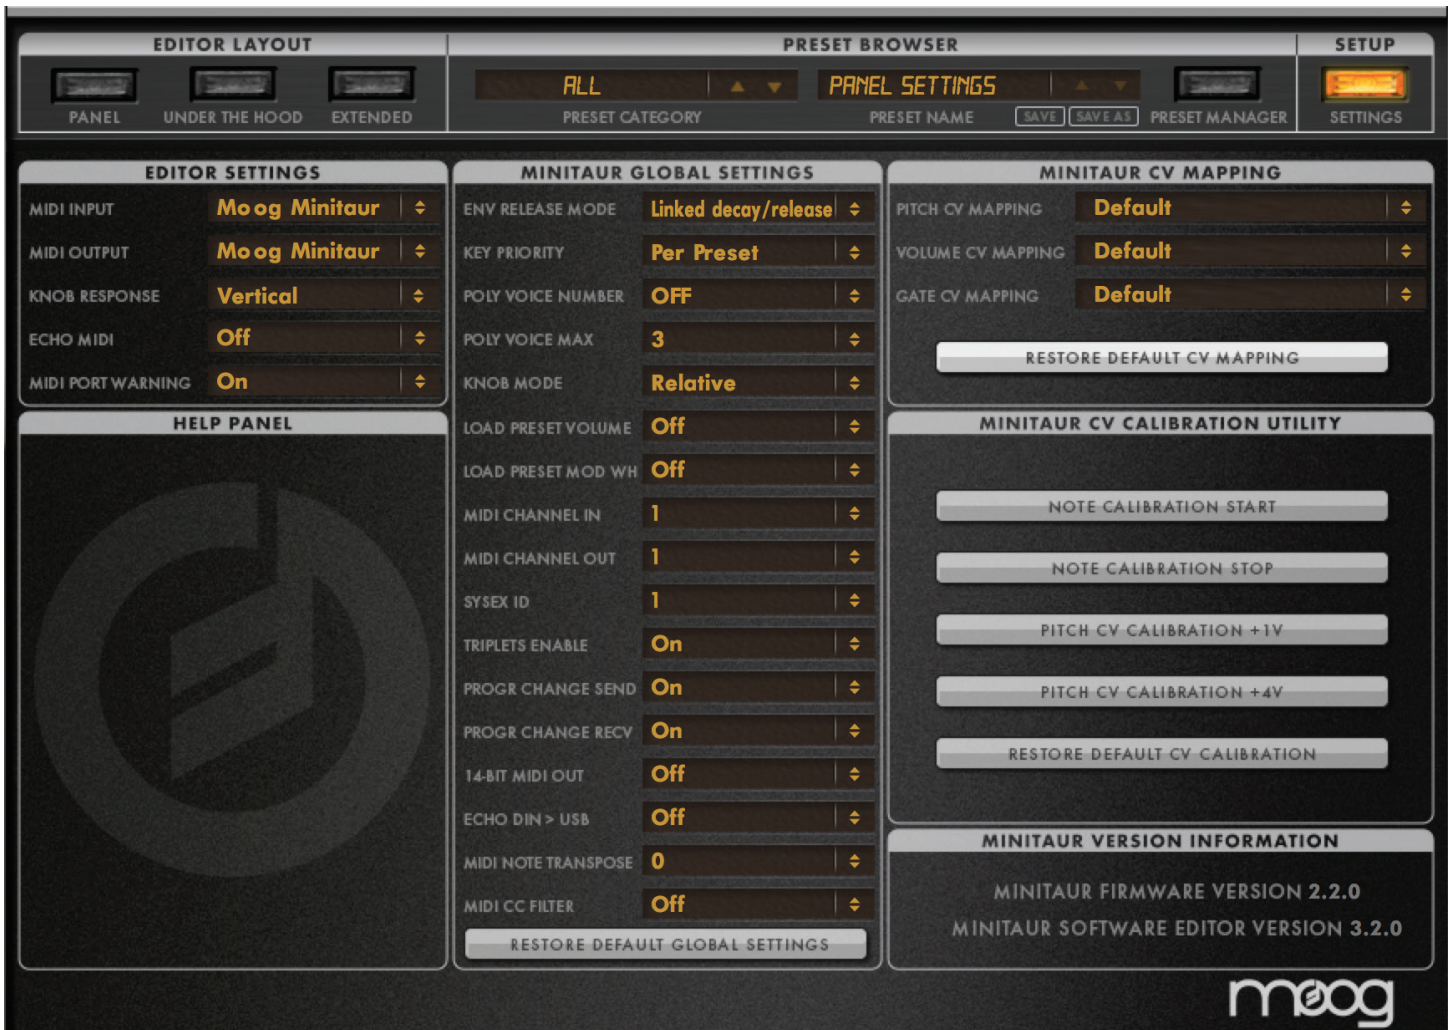 EDITOR LAYOUT
PRESET BROWSER
SETUP
ALL
PANEL SETTINGS
PANEL
UNDER THE HOOD
EXTENDED
PRESET CATEGORY
PRESET NAME
SAVE
SAVE AS
PRESET MANAGER
SETTINGS
EDITOR SETTINGS
MIDI INPUT Moog Minitaur
MIDI OUTPUT Moog Minitaur
KNOB RESPONSE Vertical
ECHO MIDI Off
MIDI PORT WARNING On
HELP PANEL
MINITAUR GLOBAL SETTINGS
ENV RELEASE MODE Linked decay/release
KEY PRIORITY Per Preset
POLY VOICE NUMBER OFF
POLY VOICE MAX 3
KNOB MODE Relative
LOAD PRESET VOLUME Off
LOAD PRESET MOD WH Off
MIDI CHANNEL IN 1
MIDI CHANNEL OUT 1
SYSEX ID 1
TRIPLETS ENABLE On
PROGR CHANGE SEND On
PROGR CHANGE RECV On
14-BIT MIDI OUT Off
ECHO DIN > USB Off
MIDI NOTE TRANSPOSE 0
MIDI CC FILTER Off
RESTORE DEFAULT GLOBAL SETTINGS
MINITAUR CV MAPPING
PITCH CV MAPPING Default
VOLUME CV MAPPING Default
GATE CV MAPPING Default
RESTORE DEFAULT CV MAPPING
MINITAUR CV CALIBRATION UTILITY
NOTE CALIBRATION START
NOTE CALIBRATION STOP
PITCH CV CALIBRATION +1V
PITCH CV CALIBRATION +4V
RESTORE DEFAULT CV CALIBRATION
MINITAUR VERSION INFORMATION
MINITAUR FIRMWARE VERSION 2.2.0
MINITAUR SOFTWARE EDITOR VERSION 3.2.0
moog